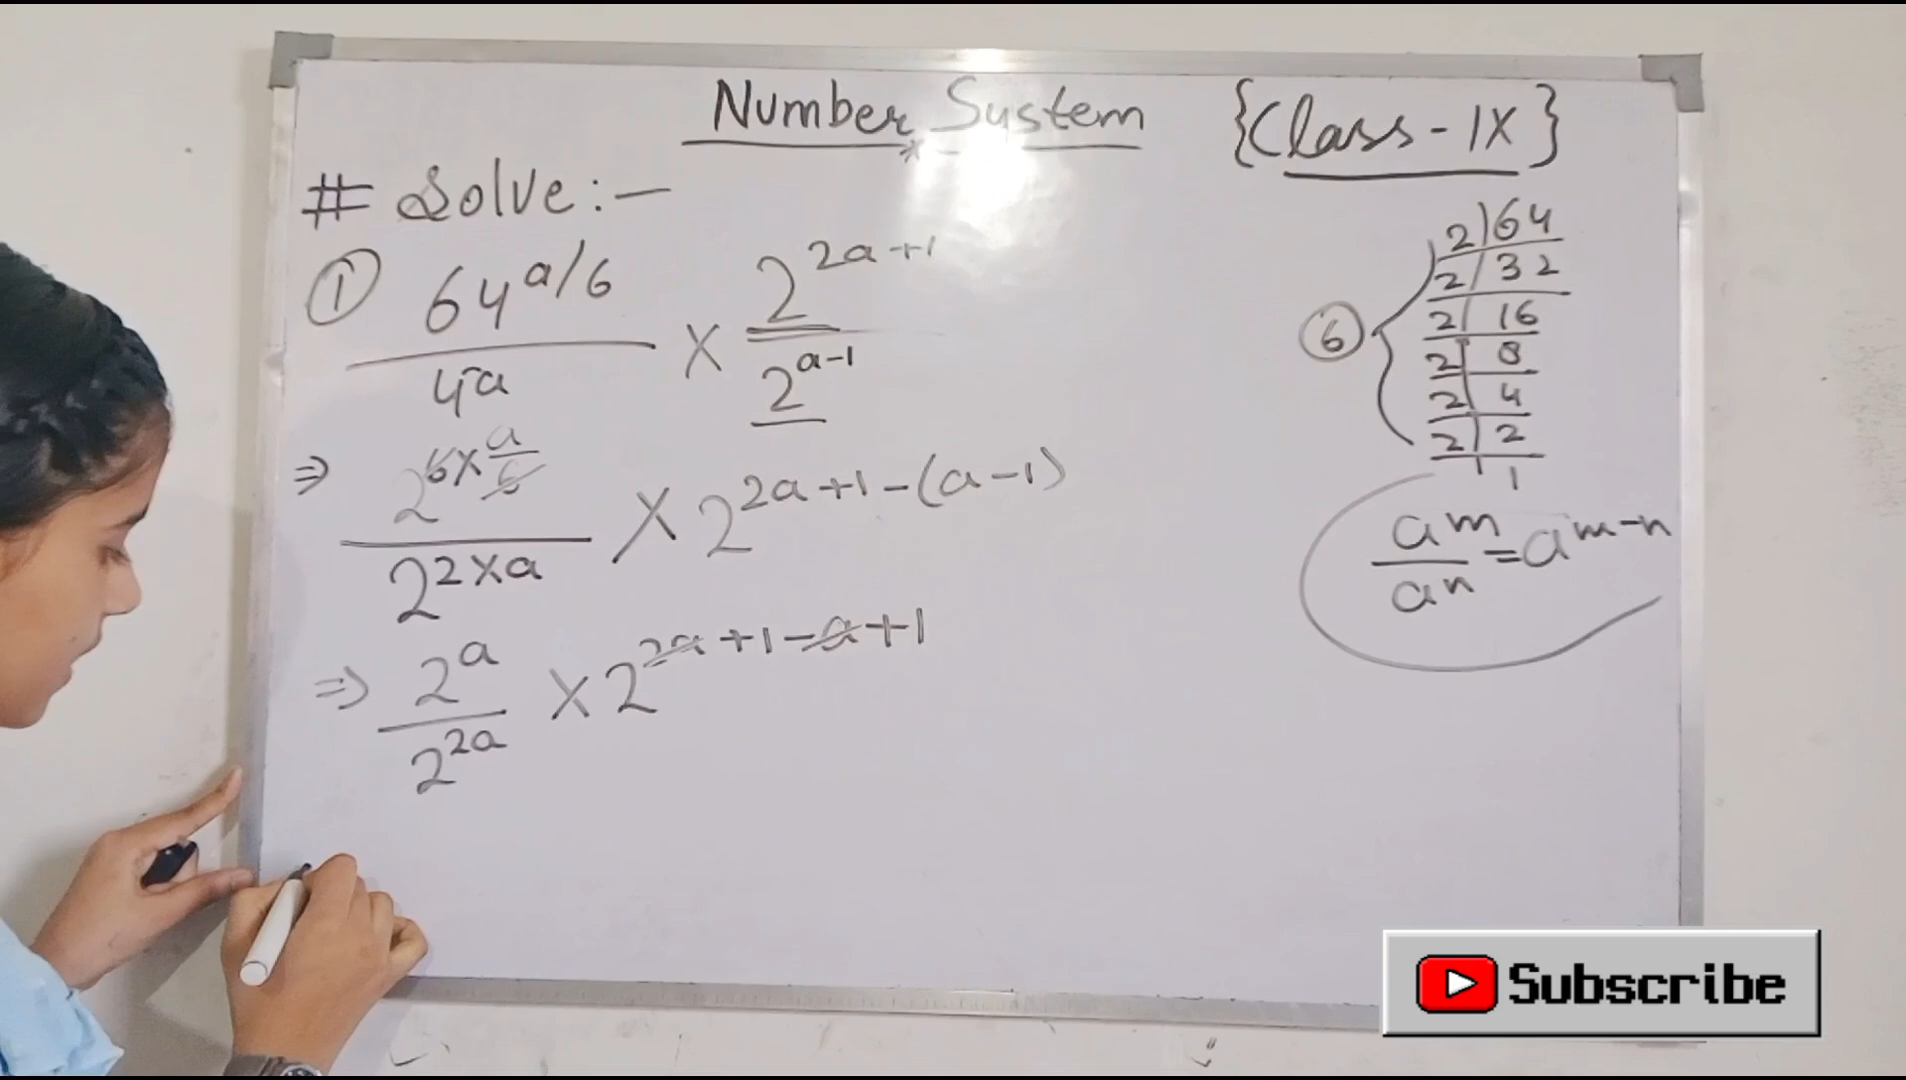 Number System {Class - IX}
# Solve :-
① 64^a/6 / 4^a × 2^2a+1 / 2^a-1
⇒ 2^6×a/6 / 2^2×a × 2^2a+1-(a-1)
⇒ 2^a / 2^2a × 2^2a+1-a+1
2 | 64
2 | 32
2 | 16
2 | 8
2 | 4
2 | 2
1
⑥
a^m / a^n = a^m-n
Subscribe